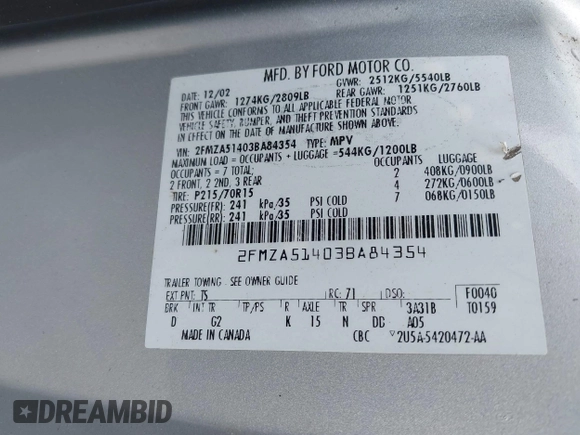 MFD. BY FORD MOTOR CO.
DATE: 12/02 GVWR: 2512KG/5540LB
FRONT GAWR: 1274KG/2809LB REAR GAWR: 1251KG/2760LB
THIS VEHICLE CONFORMS TO ALL APPLICABLE FEDERAL MOTOR
VEHICLE SAFETY, BUMPER, AND THEFT PREVENTION STANDARDS
IN EFFECT ON THE DATE OF MANUFACTURE SHOWN ABOVE.
VIN: 2FMZA51403BA84354 TYPE: MPV
MAXIMUM LOAD = OCCUPANTS + LUGGAGE = 544KG/1200LB
OCCUPANTS = 7 TOTAL: OCCUPANTS LUGGAGE
2 FRONT, 2 2ND, 3 REAR 2 408KG/0900LB
TIRE: P215/70R15 4 272KG/0600LB
PRESSURE(FR): 241 kPa/35 PSI COLD 7 068KG/0150LB
PRESSURE(RR): 241 kPa/35 PSI COLD
2FMZA51403BA84354
TRAILER TOWING - SEE OWNER GUIDE
EXT PNT: TS RC: 71 DSO: F0040
BRK INT TR TP/PS R AXLE TR SPR 3A31B T0159
D G2 K 15 N DD A05
MADE IN CANADA CBC 2U5A-5420472-AA
DREAMBID